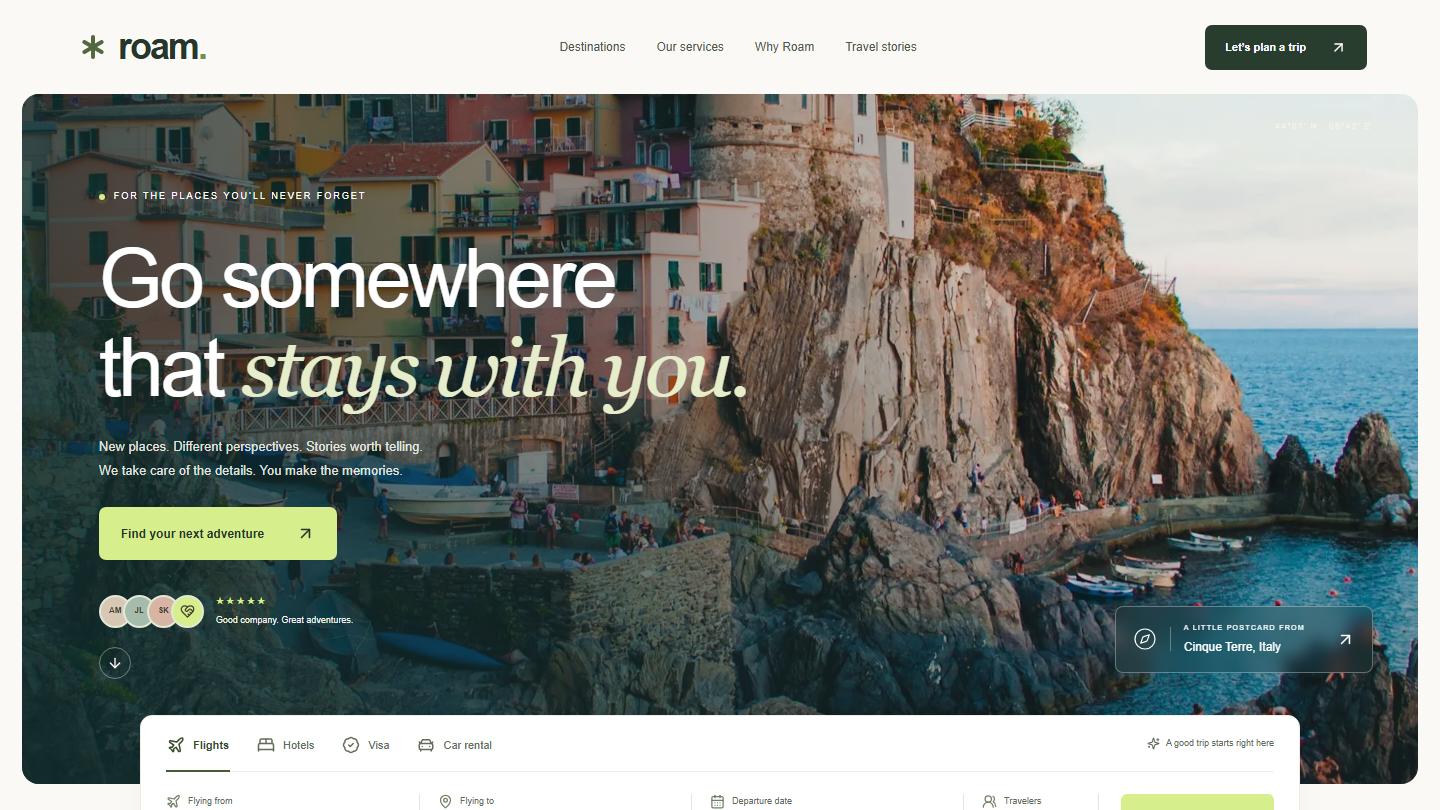 roam.
Destinations
Our services
Why Roam
Travel stories
Let's plan a trip
FOR THE PLACES YOU'LL NEVER FORGET
Go somewhere
that stays with you.
New places. Different perspectives. Stories worth telling.
We take care of the details. You make the memories.
Find your next adventure
AM JL SK
★★★★★
Good company. Great adventures.
A LITTLE POSTCARD FROM
Cinque Terre, Italy
Flights
Hotels
Visa
Car rental
A good trip starts right here
Flying from
Flying to
Departure date
Travelers